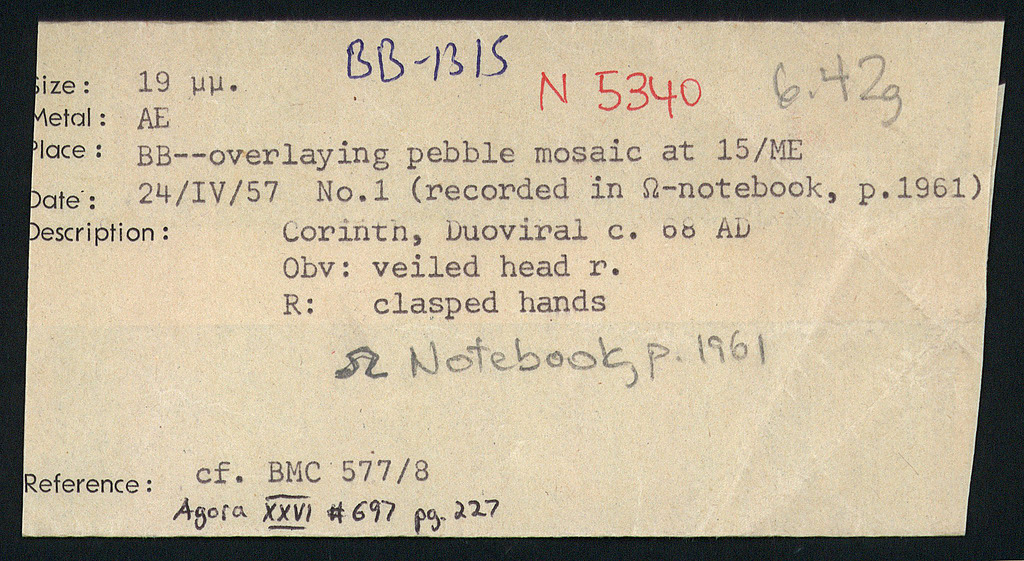 BB-1315
N 5340
6.42g
Size: 19 μμ.
Metal: AE
Place: BB--overlaying pebble mosaic at 15/ΜΕ
Date: 24/IV/57 No.1 (recorded in Ω-notebook, p.1961)
Description: Corinth, Duoviral c. 68 AD
Obv: veiled head r.
R: clasped hands
Ω Notebook, p. 1961
Reference: cf. BMC 577/8
Agora XXVI #697 pg. 227